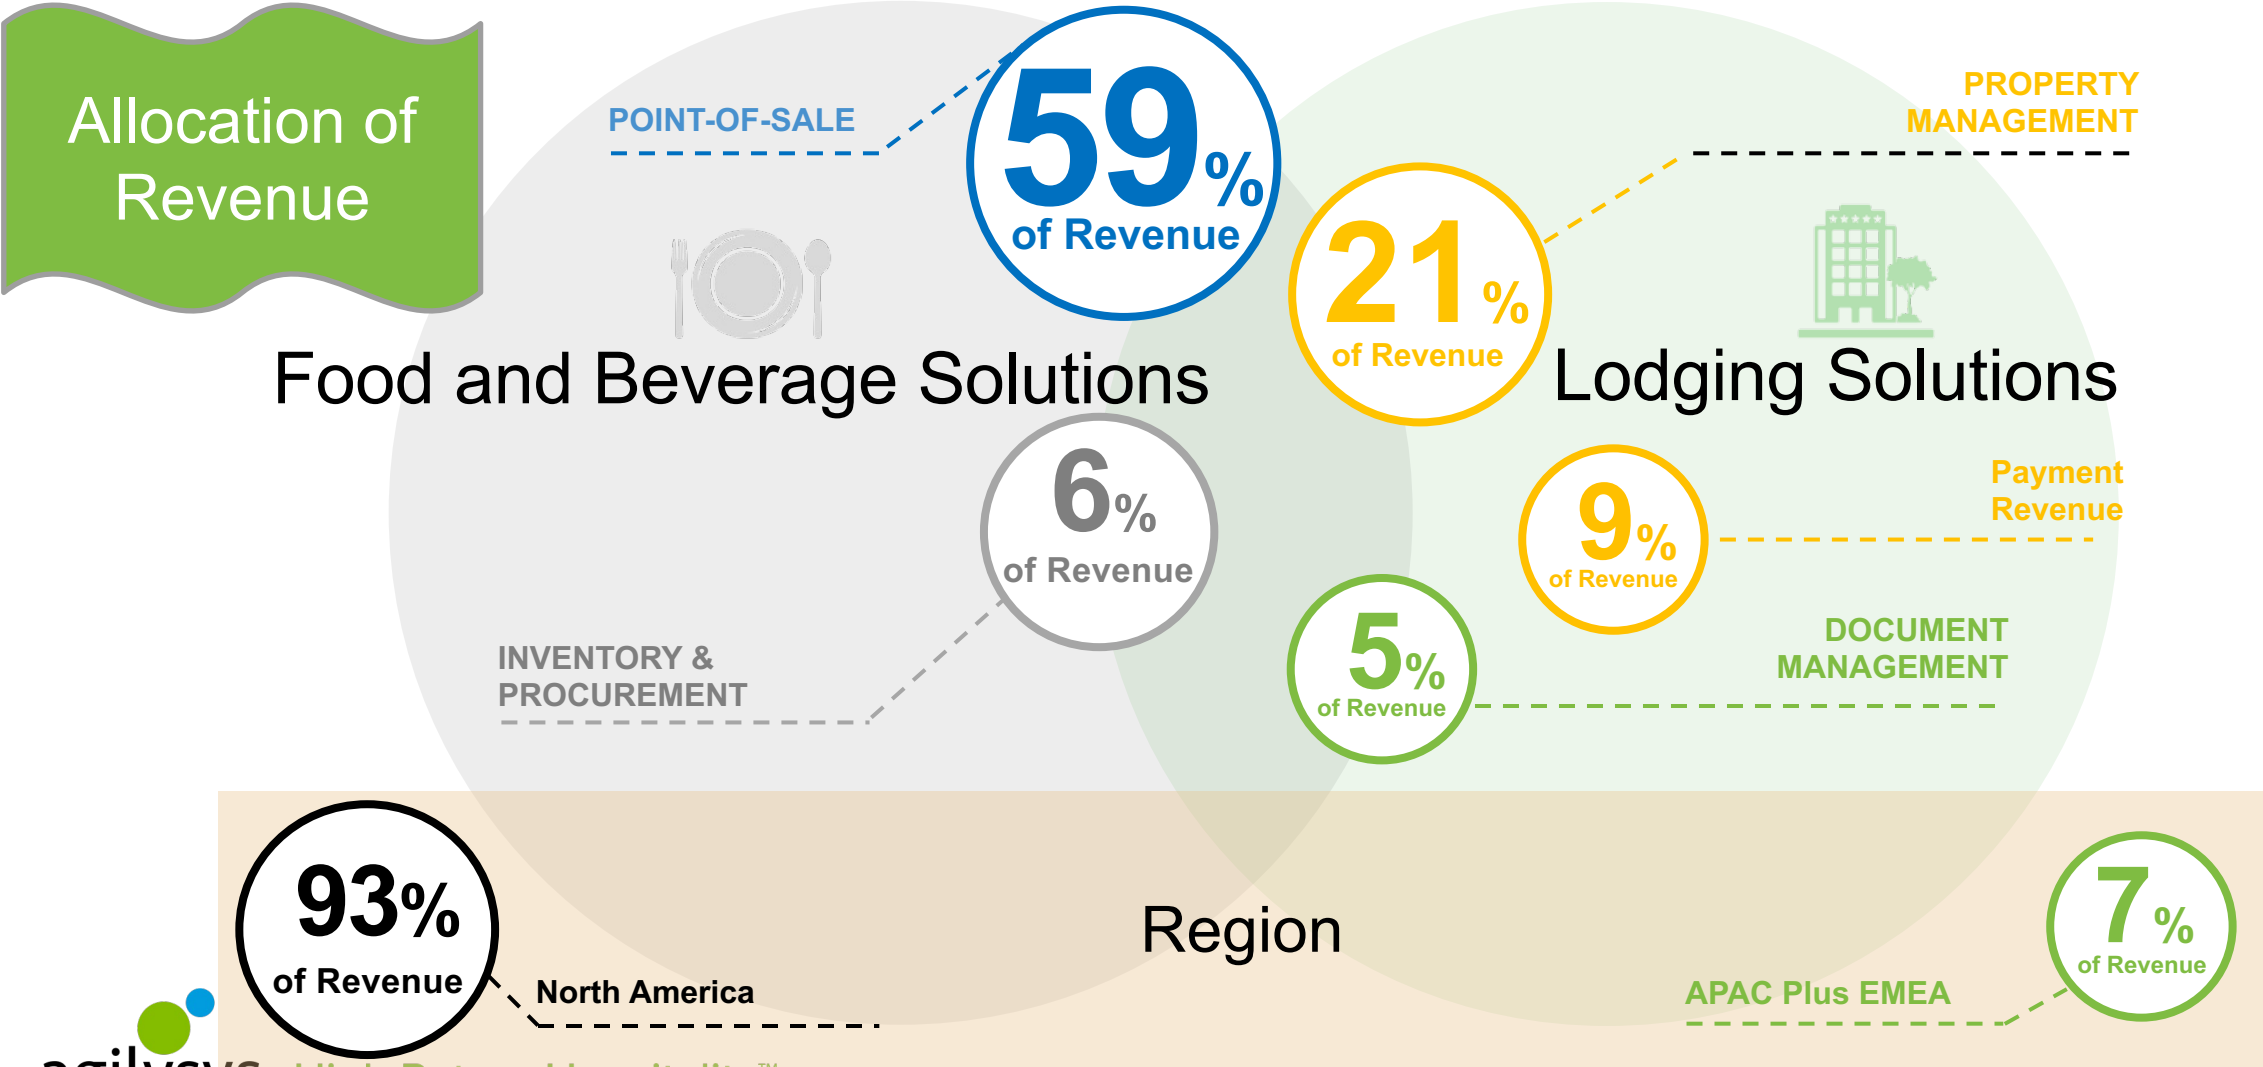 Allocation of
Revenue
POINT-OF-SALE
59%
of Revenue
PROPERTY
MANAGEMENT
21%
of Revenue
Food and Beverage Solutions
Lodging Solutions
6%
of Revenue
INVENTORY &
PROCUREMENT
Payment
Revenue
9%
of Revenue
5%
of Revenue
DOCUMENT
MANAGEMENT
93%
of Revenue
North America
Region
7%
of Revenue
APAC Plus EMEA
agilysys
Hospitality™